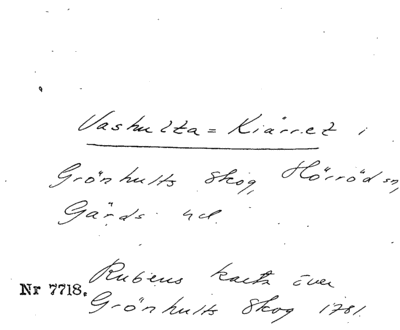 Vashulta=Kiärret i
Grönhults Skog, Hörröd sn,
Gärds hd.
Rubens karta över
Nr 7718. Grönhults Skog 1781.